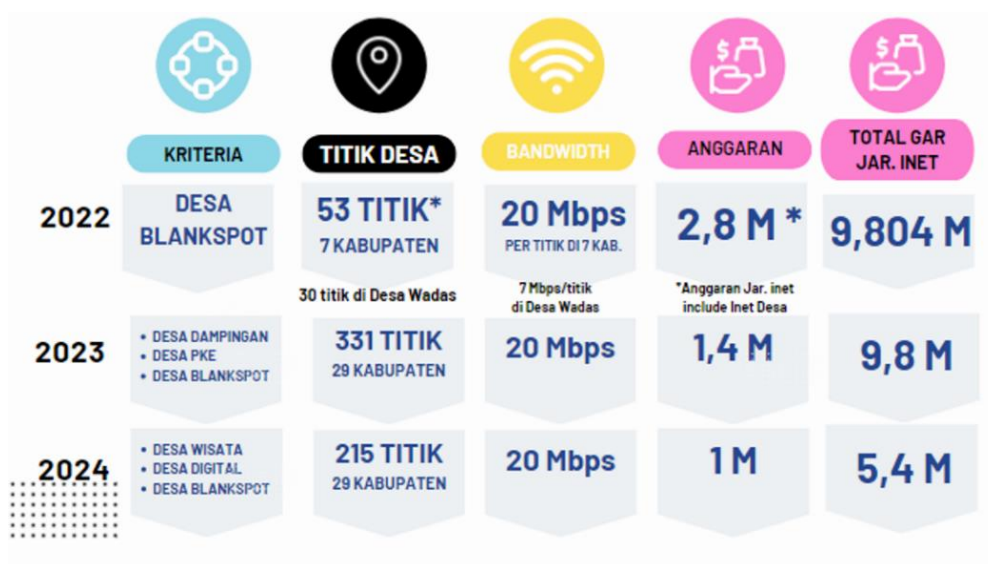 KRITERIA
TITIK DESA
BANDWIDTH
ANGGARAN
TOTAL GAR
JAR. INET
2022
DESA
BLANKSPOT
53 TITIK*
7 KABUPATEN
30 titik di Desa Wadas
20 Mbps
PER TITIK DI 7 KAB.
7 Mbps/titik
di Desa Wadas
2,8 M *
*Anggaran Jar. inet
include Inet Desa
9,804 M
2023
• DESA DAMPINGAN
• DESA PKE
• DESA BLANKSPOT
331 TITIK
29 KABUPATEN
20 Mbps
1,4 M
9,8 M
2024
• DESA WISATA
• DESA DIGITAL
• DESA BLANKSPOT
215 TITIK
29 KABUPATEN
20 Mbps
1 M
5,4 M